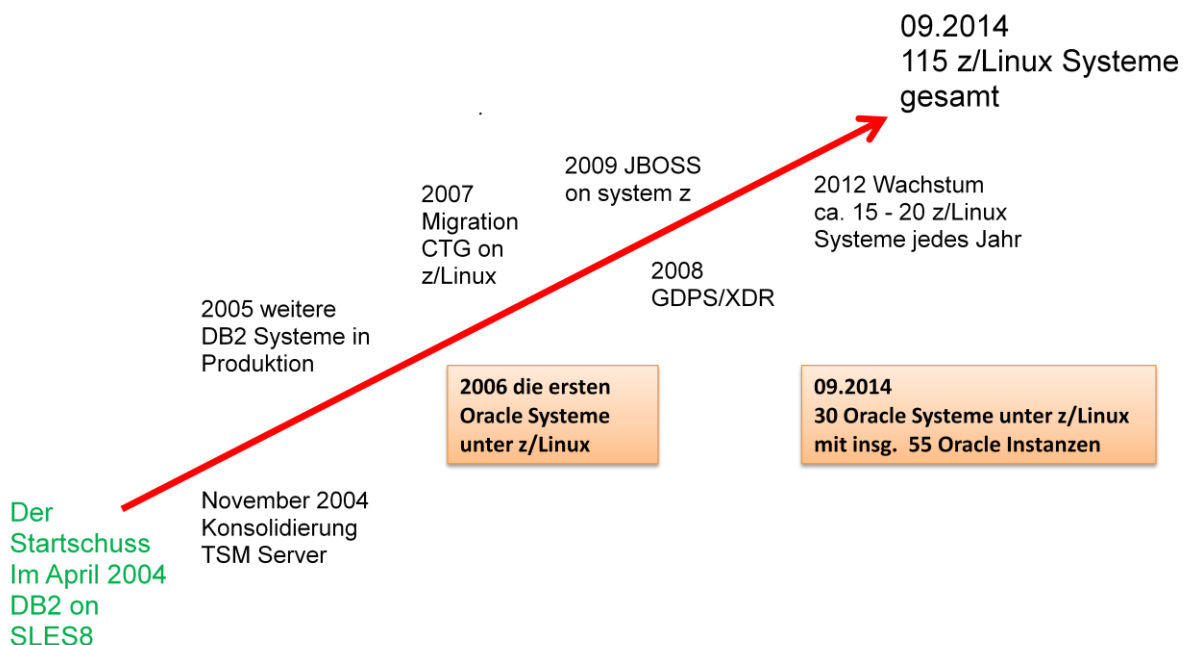 09.2014
115 z/Linux Systeme
gesamt
2009 JBOSS
on system z
2007
Migration
CTG on
z/Linux
2012 Wachstum
ca. 15 - 20 z/Linux
Systeme jedes Jahr
2008
GDPS/XDR
2005 weitere
DB2 Systeme in
Produktion
2006 die ersten
Oracle Systeme
unter z/Linux
09.2014
30 Oracle Systeme unter z/Linux
mit insg. 55 Oracle Instanzen
November 2004
Konsolidierung
TSM Server
Der
Startschuss
Im April 2004
DB2 on
SLES8